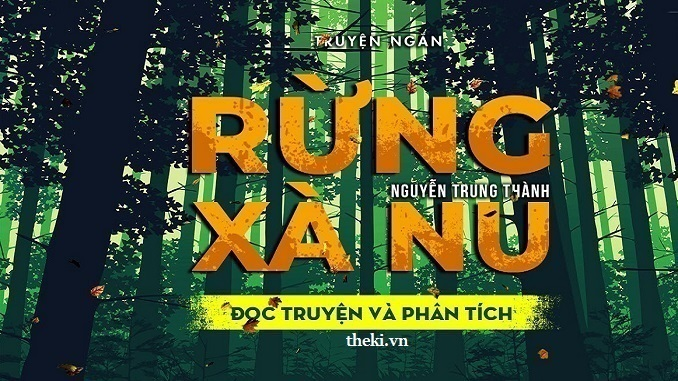 TRUYỆN NGẮN
RỪNG
NGUYỄN TRUNG THÀNH
XÀ NU
ĐỌC TRUYỆN VÀ PHÂN TÍCH
theki.vn